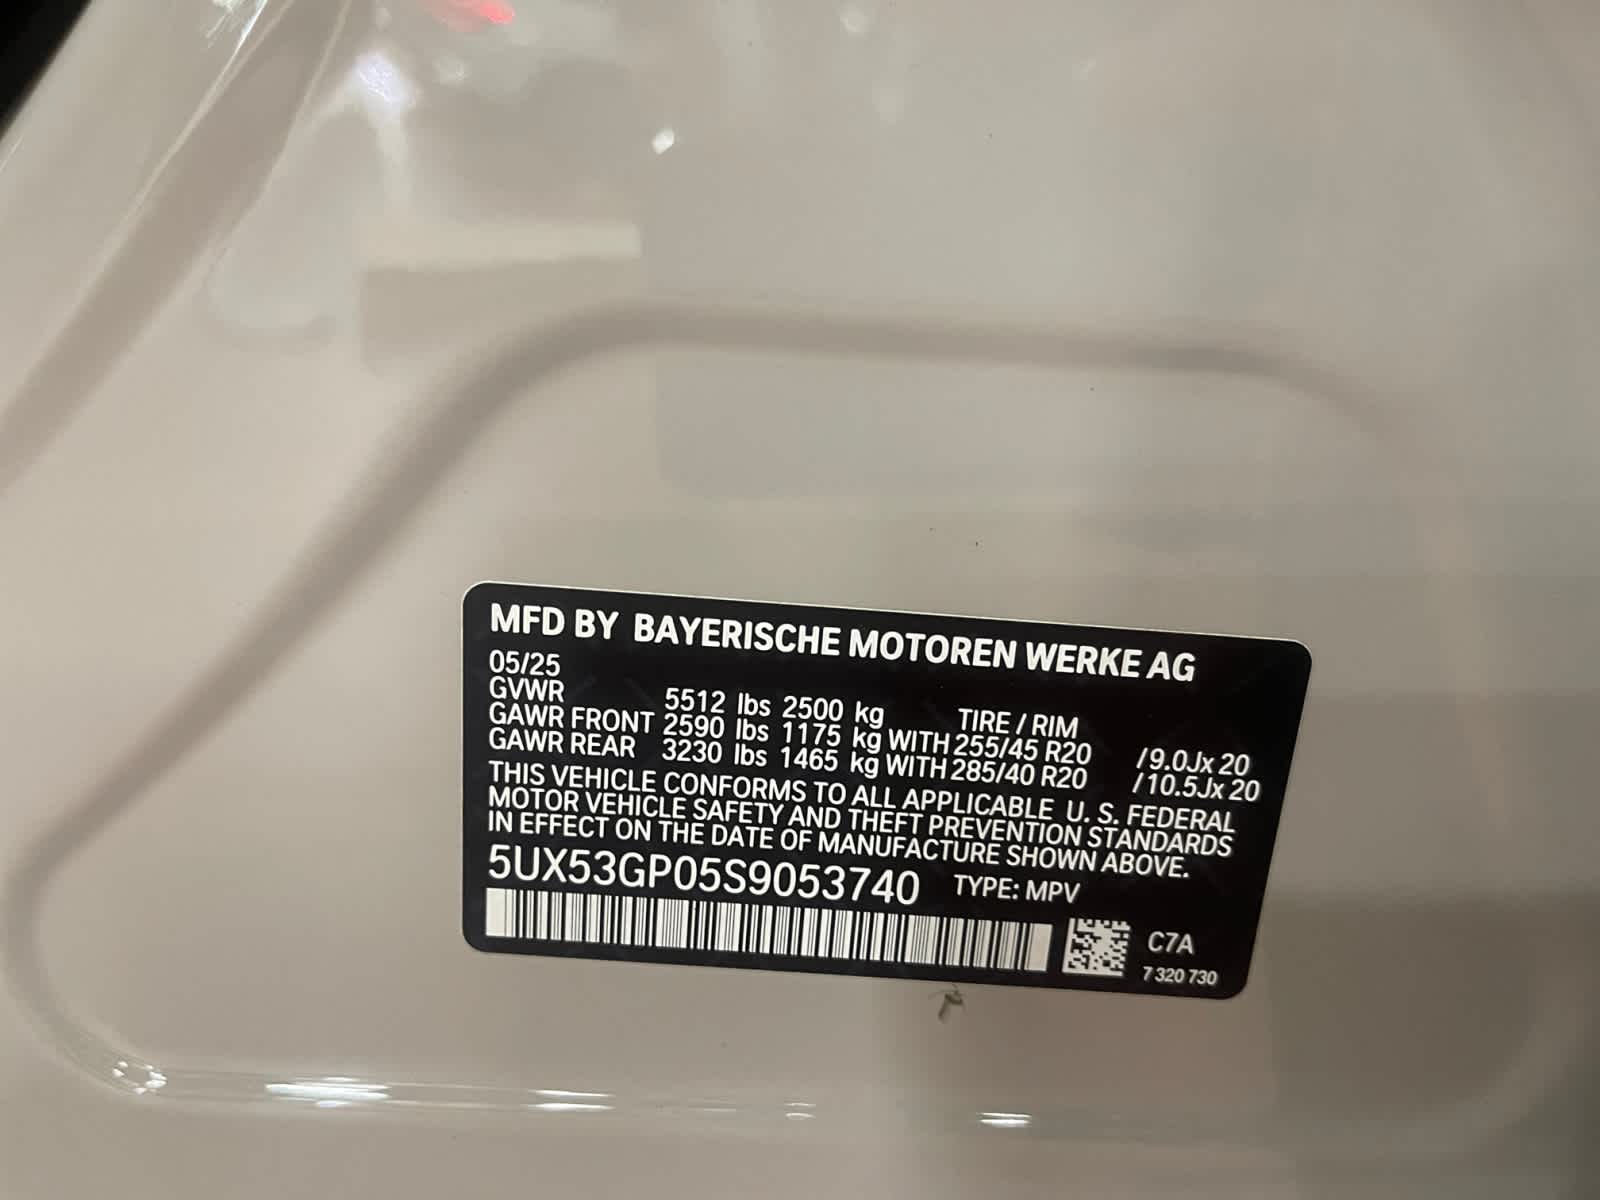 MFD BY BAYERISCHE MOTOREN WERKE AG
05/25
GVWR 5512 lbs 2500 kg TIRE / RIM
GAWR FRONT 2590 lbs 1175 kg WITH 255/45 R20 /9.0Jx 20
GAWR REAR 3230 lbs 1465 kg WITH 285/40 R20 /10.5Jx 20
THIS VEHICLE CONFORMS TO ALL APPLICABLE U. S. FEDERAL
MOTOR VEHICLE SAFETY AND THEFT PREVENTION STANDARDS
IN EFFECT ON THE DATE OF MANUFACTURE SHOWN ABOVE.
5UX53GP05S9053740 TYPE: MPV
C7A
7 320 730